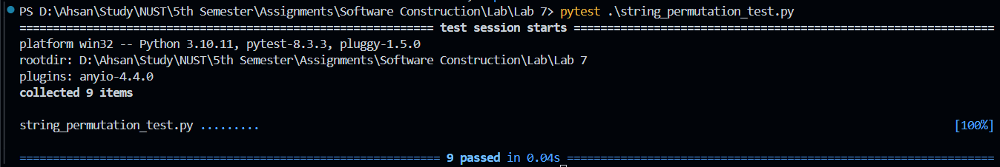 PS D:\Ahsan\Study\NUST\5th Semester\Assignments\Software Construction\Lab\Lab 7> pytest .\string_permutation_test.py
============================================================== test session starts ===============================================================
platform win32 -- Python 3.10.11, pytest-8.3.3, pluggy-1.5.0
rootdir: D:\Ahsan\Study\NUST\5th Semester\Assignments\Software Construction\Lab\Lab 7
plugins: anyio-4.4.0
collected 9 items
string_permutation_test.py ......... [100%]
=============================================================== 9 passed in 0.04s ================================================================